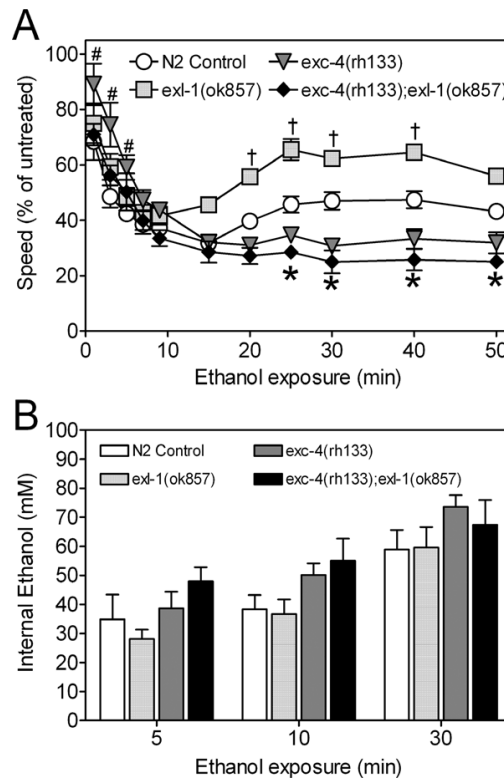 A
N2 Control
exc-4(rh133)
exl-1(ok857)
exc-4(rh133);exl-1(ok857)
# # #
† † † †
* * * *
100
80
60
40
20
0
Speed (% of untreated)
0 10 20 30 40 50
Ethanol exposure (min)
B
N2 Control
exc-4(rh133)
exl-1(ok857)
exc-4(rh133);exl-1(ok857)
100
90
80
70
60
50
40
30
20
10
0
Internal Ethanol (mM)
5 10 30
Ethanol exposure (min)